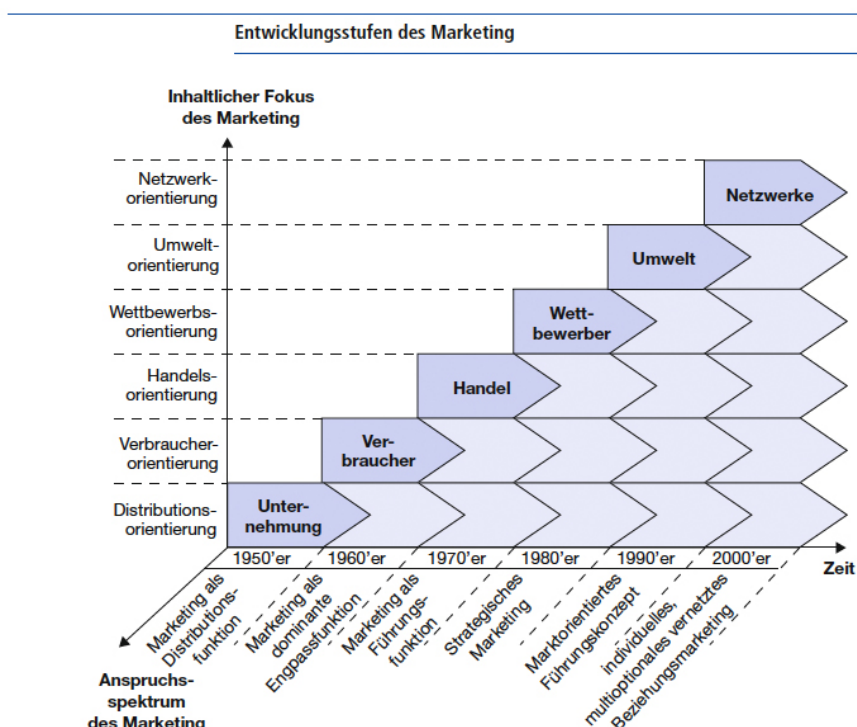 Entwicklungsstufen des Marketing
Inhaltlicher Fokus
des Marketing
Netzwerk-
orientierung
Netzwerke
Umwelt-
orientierung
Umwelt
Wettbewerbs-
orientierung
Wett-
bewerber
Handels-
orientierung
Handel
Verbraucher-
orientierung
Ver-
braucher
Distributions-
orientierung
Unter-
nehmung
1950'er
1960'er
1970'er
1980'er
1990'er
2000'er
Zeit
Marketing als
Distributions-
funktion
Marketing als
dominante
Engpassfunktion
Marketing als
Führungs-
funktion
Strategisches
Marketing
Marktorientiertes
Führungskonzept
individuelles,
multioptionales vernetztes
Beziehungsmarketing
Anspruchs-
spektrum
des Marketing